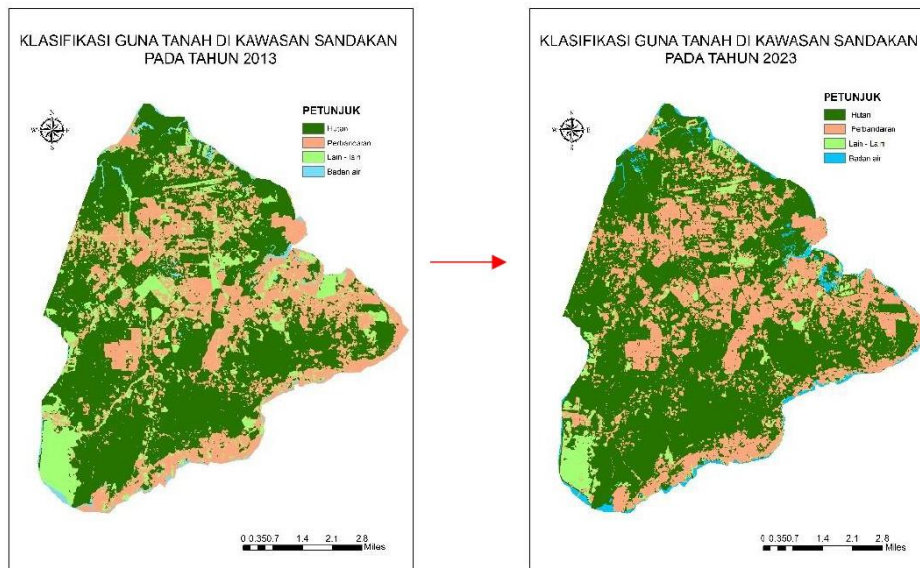 KLASIFIKASI GUNA TANAH DI KAWASAN SANDAKAN
PADA TAHUN 2013
N
W E
S
PETUNJUK
Hutan
Perbandaran
Lain - lain
Badan air
0 0.350.7 1.4 2.1 2.8
Miles
KLASIFIKASI GUNA TANAH DI KAWASAN SANDAKAN
PADA TAHUN 2023
N
W E
S
PETUNJUK
Hutan
Perbandaran
Lain - Lain
Badan air
0 0.350.7 1.4 2.1 2.8
Miles